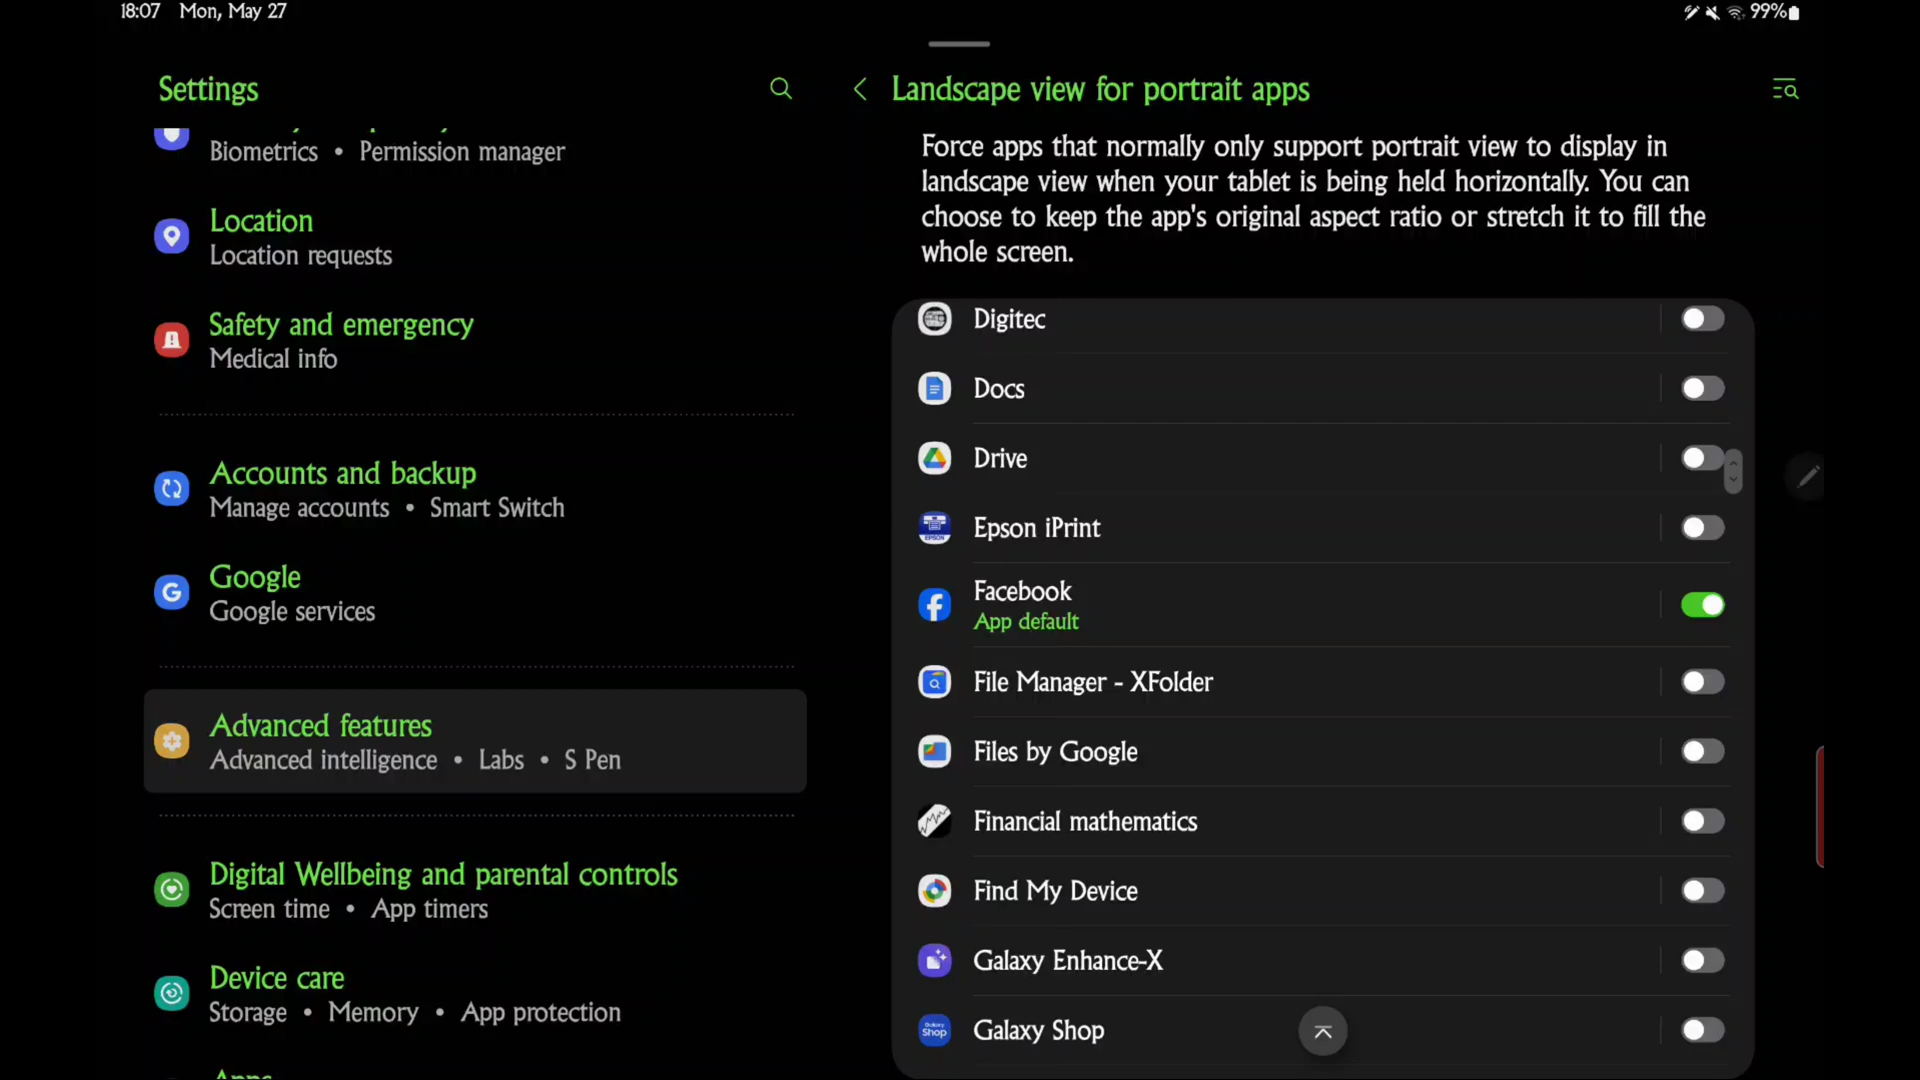 18:07 Mon, May 27
99%
Settings
Biometrics • Permission manager
Location
Location requests
Safety and emergency
Medical info
Accounts and backup
Manage accounts • Smart Switch
Google
Google services
Advanced features
Advanced intelligence • Labs • S Pen
Digital Wellbeing and parental controls
Screen time • App timers
Device care
Storage • Memory • App protection
Landscape view for portrait apps
Force apps that normally only support portrait view to display in
landscape view when your tablet is being held horizontally. You can
choose to keep the app's original aspect ratio or stretch it to fill the
whole screen.
Digitec
Docs
Drive
EPSON
Epson iPrint
Facebook
App default
File Manager - XFolder
Files by Google
Financial mathematics
Find My Device
Galaxy Enhance-X
Galaxy Shop
Galaxy Shop